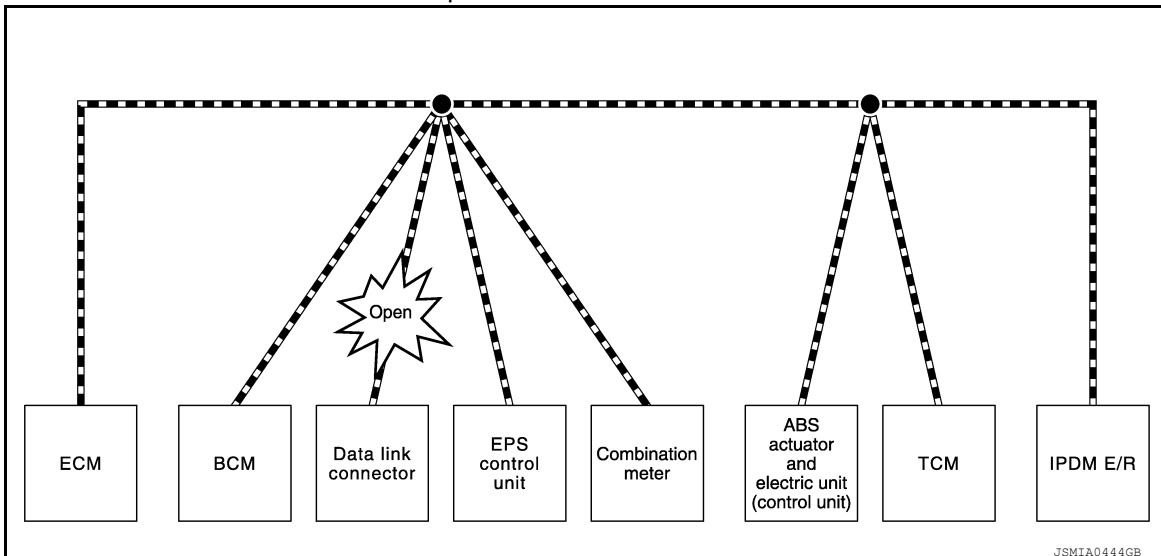 Open
ECM
BCM
Data link
connector
EPS
control
unit
Combination
meter
ABS
actuator
and
electric unit
(control unit)
TCM
IPDM E/R
JSMIA0444GB